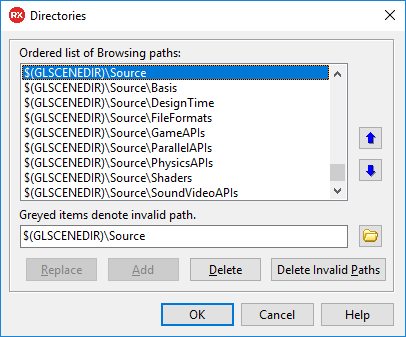 RX Directories
Ordered list of Browsing paths:
$(GLSCENEDIR)\Source
$(GLSCENEDIR)\Source\Basis
$(GLSCENEDIR)\Source\DesignTime
$(GLSCENEDIR)\Source\FileFormats
$(GLSCENEDIR)\Source\GameAPIs
$(GLSCENEDIR)\Source\ParallelAPIs
$(GLSCENEDIR)\Source\PhysicsAPIs
$(GLSCENEDIR)\Source\Shaders
$(GLSCENEDIR)\Source\SoundVideoAPIs
Greyed items denote invalid path.
$(GLSCENEDIR)\Source
Replace Add Delete Delete Invalid Paths
OK Cancel Help